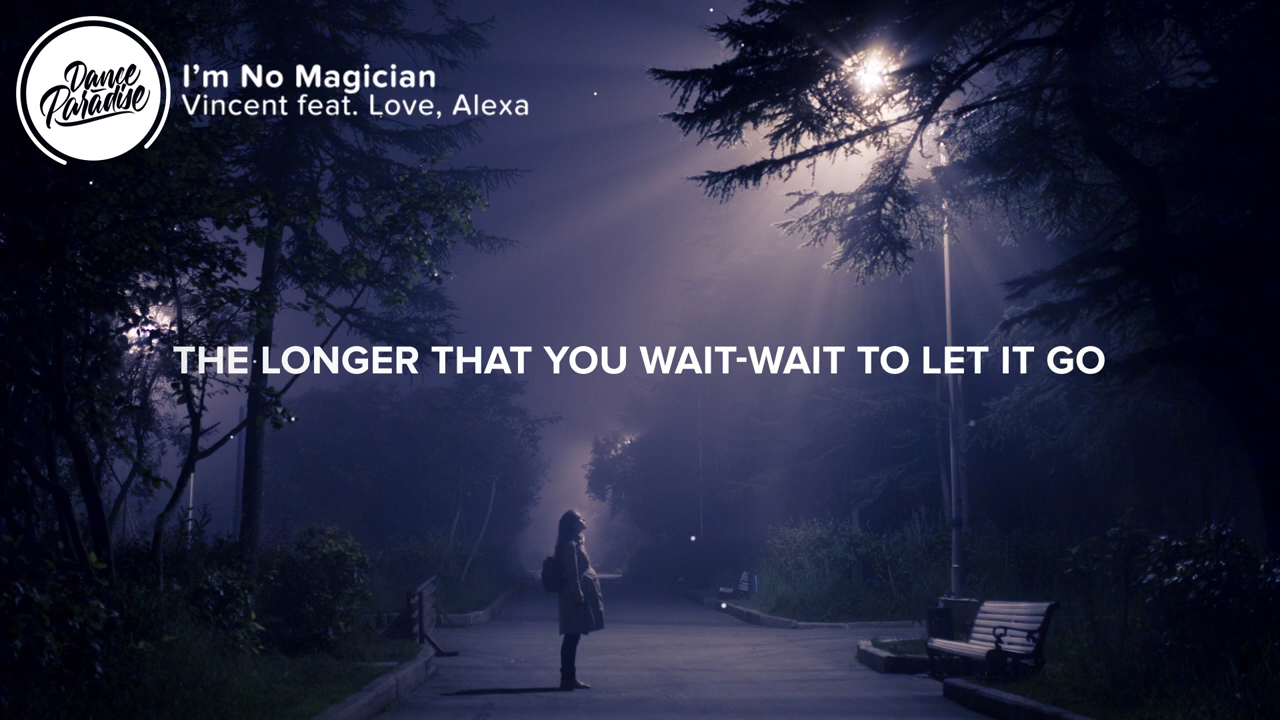 Dance
Paradise
I'm No Magician
Vincent feat. Love, Alexa
THE LONGER THAT YOU WAIT-WAIT TO LET IT GO